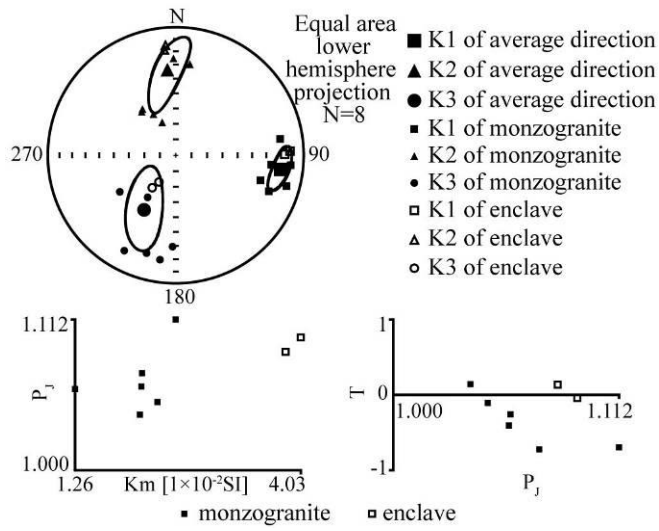 N
Equal area
lower
hemisphere
projection
N=8
270
90
180
K1 of average direction
K2 of average direction
K3 of average direction
K1 of monzogranite
K2 of monzogranite
K3 of monzogranite
K1 of enclave
K2 of enclave
K3 of enclave
1.112
PJ
1.000
1.26
Km [1×10⁻²SI]
4.03
1
T
0
1.000
1.112
-1
PJ
monzogranite
enclave